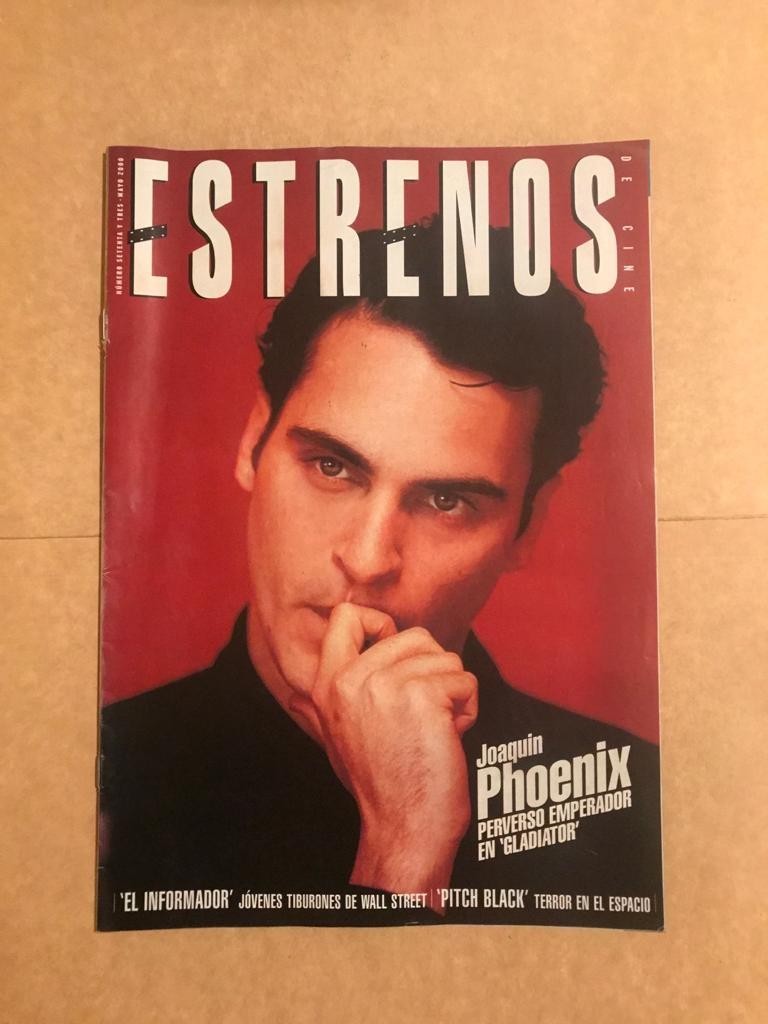 NÚMERO SETENTA Y TRES · MAYO 2000
ESTRENOS
DE CINE
Joaquin
Phoenix
PERVERSO EMPERADOR
EN 'GLADIATOR'
'EL INFORMADOR' JÓVENES TIBURONES DE WALL STREET | 'PITCH BLACK' TERROR EN EL ESPACIO